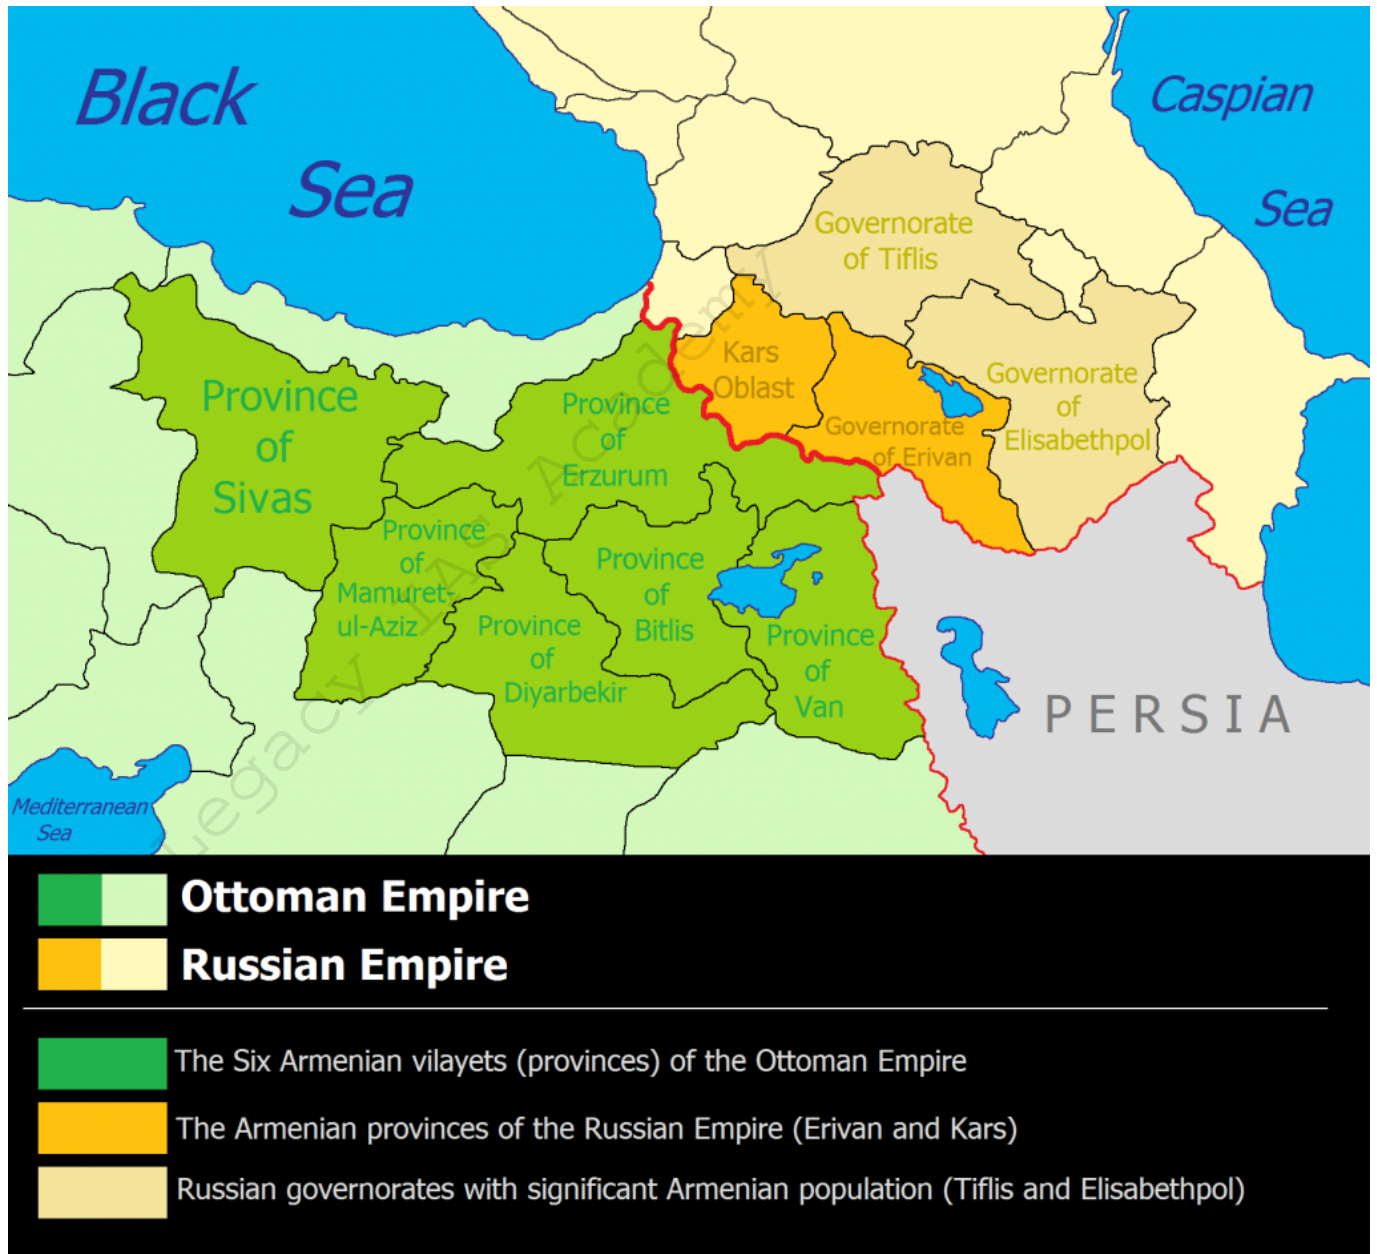 Black
Sea
Caspian
Sea
Governorate
of Tiflis
Kars
Oblast
Governorate
of
Elisabethpol
Governorate
of Erivan
Province
of
Sivas
Province
of
Erzurum
Province
of
Mamuret-
ul-Aziz
Province
of
Bitlis
Province
of
Diyarbekir
Province
of
Van
PERSIA
Mediterranean
Sea
Legacy IAS Academy
Ottoman Empire
Russian Empire
The Six Armenian vilayets (provinces) of the Ottoman Empire
The Armenian provinces of the Russian Empire (Erivan and Kars)
Russian governorates with significant Armenian population (Tiflis and Elisabethpol)